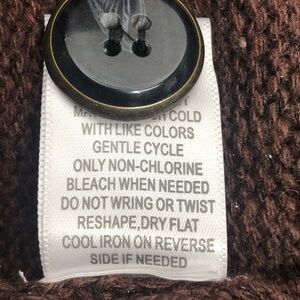 COLD
WITH LIKE COLORS
GENTLE CYCLE
ONLY NON-CHLORINE
BLEACH WHEN NEEDED
DO NOT WRING OR TWIST
RESHAPE,DRY FLAT
COOL IRON ON REVERSE
SIDE IF NEEDED